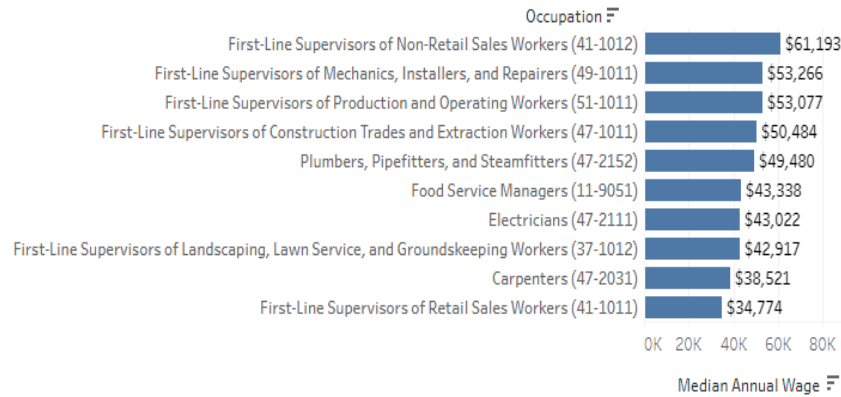 Occupation
First-Line Supervisors of Non-Retail Sales Workers (41-1012) $61,193
First-Line Supervisors of Mechanics, Installers, and Repairers (49-1011) $53,266
First-Line Supervisors of Production and Operating Workers (51-1011) $53,077
First-Line Supervisors of Construction Trades and Extraction Workers (47-1011) $50,484
Plumbers, Pipefitters, and Steamfitters (47-2152) $49,480
Food Service Managers (11-9051) $43,338
Electricians (47-2111) $43,022
First-Line Supervisors of Landscaping, Lawn Service, and Groundskeeping Workers (37-1012) $42,917
Carpenters (47-2031) $38,521
First-Line Supervisors of Retail Sales Workers (41-1011) $34,774
0K 20K 40K 60K 80K
Median Annual Wage